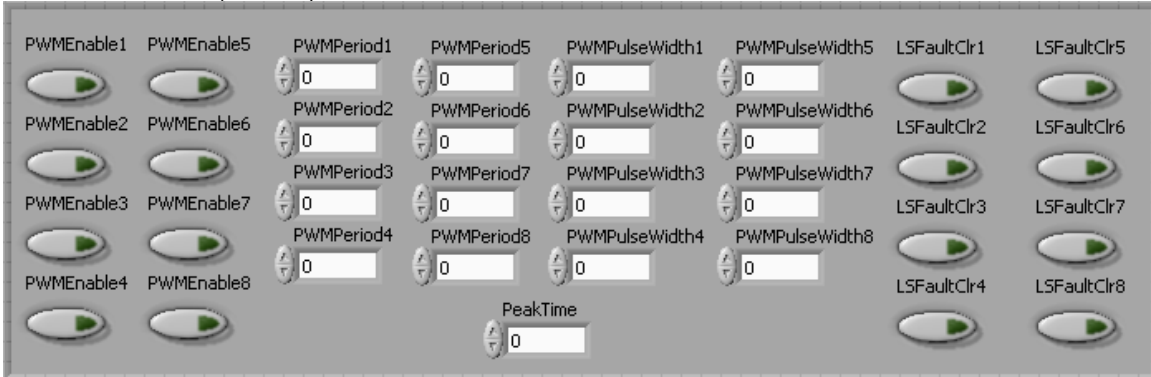 PWMEnable1 PWMEnable5 PWMPeriod1 PWMPeriod5 PWMPulseWidth1 PWMPulseWidth5 LSFaultClr1 LSFaultClr5
0 0 0 0
PWMEnable2 PWMEnable6 PWMPeriod2 PWMPeriod6 PWMPulseWidth2 PWMPulseWidth6 LSFaultClr2 LSFaultClr6
0 0 0 0
PWMEnable3 PWMEnable7 PWMPeriod3 PWMPeriod7 PWMPulseWidth3 PWMPulseWidth7 LSFaultClr3 LSFaultClr7
0 0 0 0
PWMEnable4 PWMEnable8 PWMPeriod4 PWMPeriod8 PWMPulseWidth4 PWMPulseWidth8 LSFaultClr4 LSFaultClr8
0 0 0 0
PeakTime
0